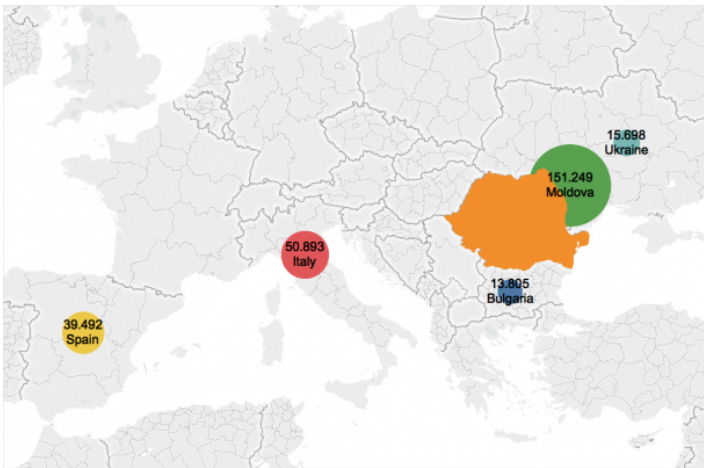 15.698
Ukraine
151.249
Moldova
50.893
Italy
13.805
Bulgaria
39.492
Spain